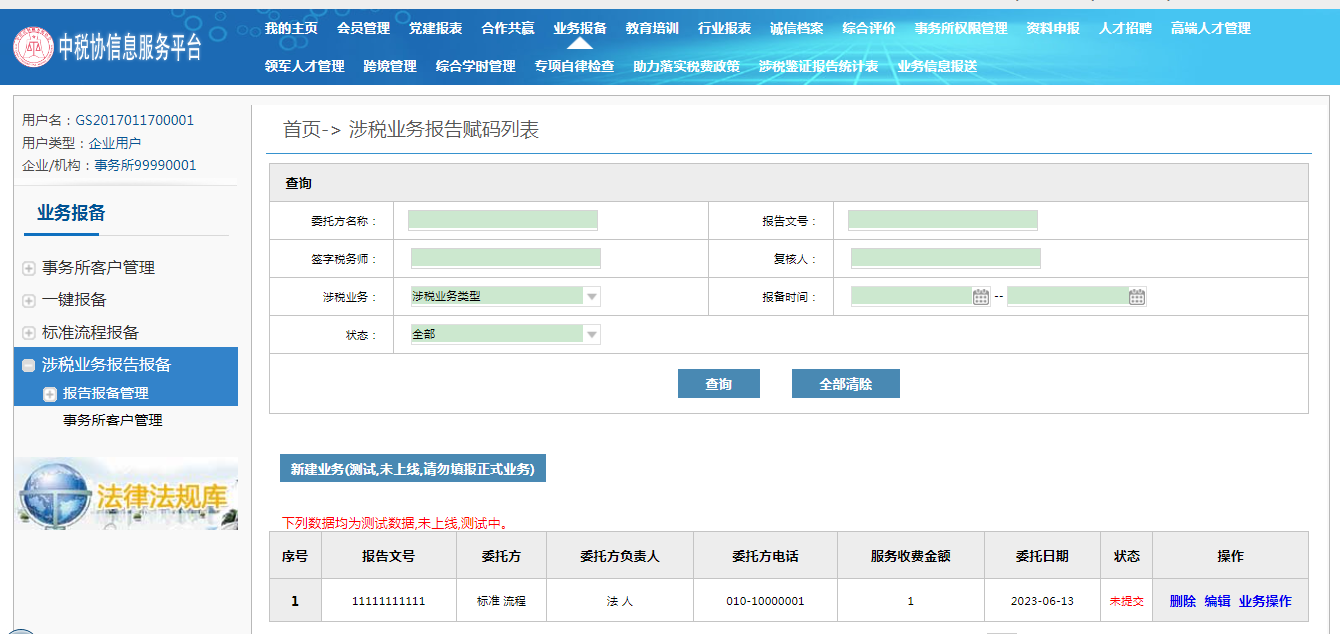 中税协信息服务平台
我的主页 会员管理 党建报表 合作共赢 业务报备 教育培训 行业报表 诚信档案 综合评价 事务所权限管理 资料申报 人才招聘 高端人才管理
领军人才管理 跨境管理 综合学时管理 专项自律检查 助力落实税费政策 涉税鉴证报告统计表 业务信息报送
用户名：GS2017011700001
用户类型：企业用户
企业/机构：事务所99990001
业务报备
事务所客户管理
一键报备
标准流程报备
涉税业务报告报备
报告报备管理
事务所客户管理
法律法规库
首页-> 涉税业务报告赋码列表
查询
委托方名称： 报告文号：
签字税务师： 复核人：
涉税业务： 涉税业务类型 报备时间： --
状态： 全部
查询 全部清除
新建业务(测试,未上线,请勿填报正式业务)
下列数据均为测试数据,未上线,测试中。
序号 报告文号 委托方 委托方负责人 委托方电话 服务收费金额 委托日期 状态 操作
1 11111111111 标准 流程 法 人 010-10000001 1 2023-06-13 未提交 删除 编辑 业务操作